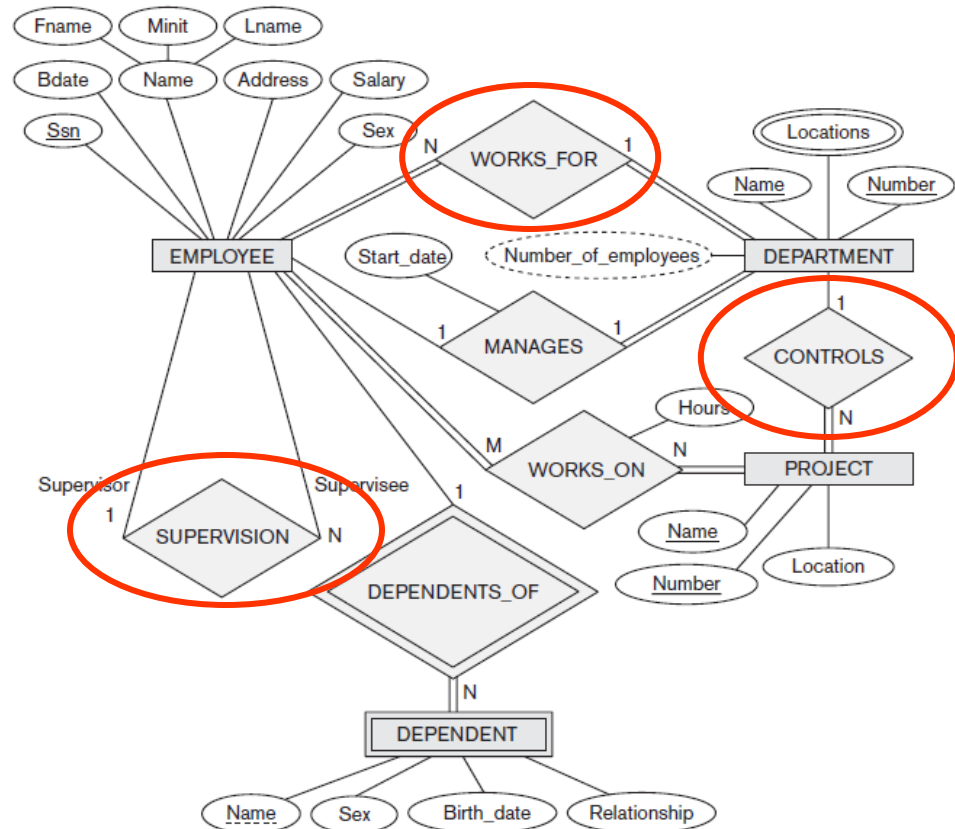 Fname
Minit
Lname
Bdate
Name
Address
Salary
Ssn
Sex
N
WORKS_FOR
1
Locations
Name
Number
EMPLOYEE
Start_date
Number_of_employees
DEPARTMENT
1
MANAGES
1
1
CONTROLS
N
Hours
M
WORKS_ON
N
PROJECT
Supervisor
Supervisee
1
1
SUPERVISION
N
Name
Number
Location
DEPENDENTS_OF
N
DEPENDENT
Name
Sex
Birth_date
Relationship